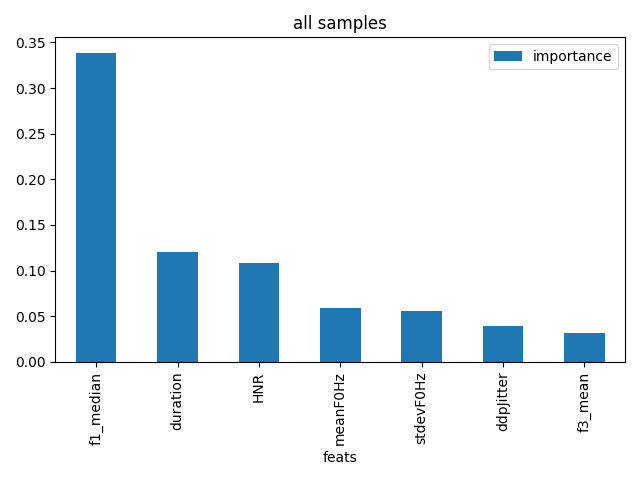 all samples
importance
0.35
0.30
0.25
0.20
0.15
0.10
0.05
0.00
f1_median
duration
HNR
meanF0Hz
stdevF0Hz
ddpJitter
f3_mean
feats